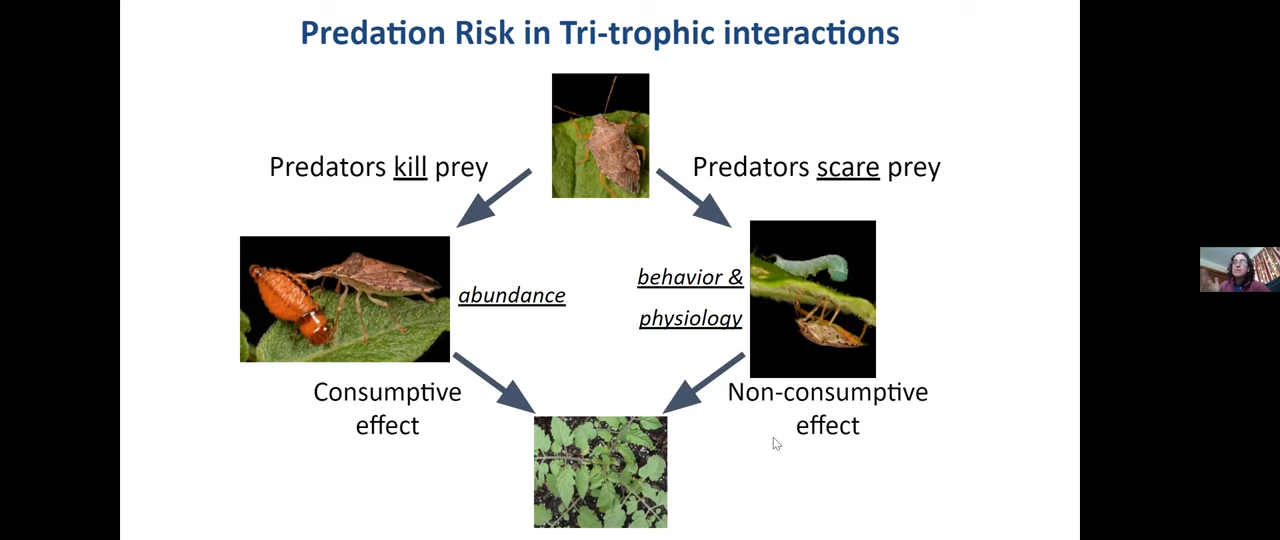 Predation Risk in Tri-trophic interactions
Predators kill prey
Predators scare prey
abundance
behavior &
physiology
Consumptive
effect
Non-consumptive
effect